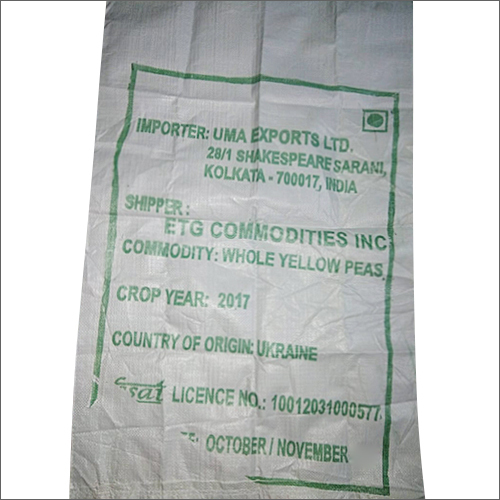 IMPORTER: UMA EXPORTS LTD.
28/1 SHAKESPEARE SARANI,
KOLKATA - 700017, INDIA
SHIPPER:
ETG COMMODITIES INC
COMMODITY: WHOLE YELLOW PEAS.
CROP YEAR: 2017
COUNTRY OF ORIGIN: UKRAINE
LICENCE NO.: 10012031000577
OCTOBER / NOVEMBER